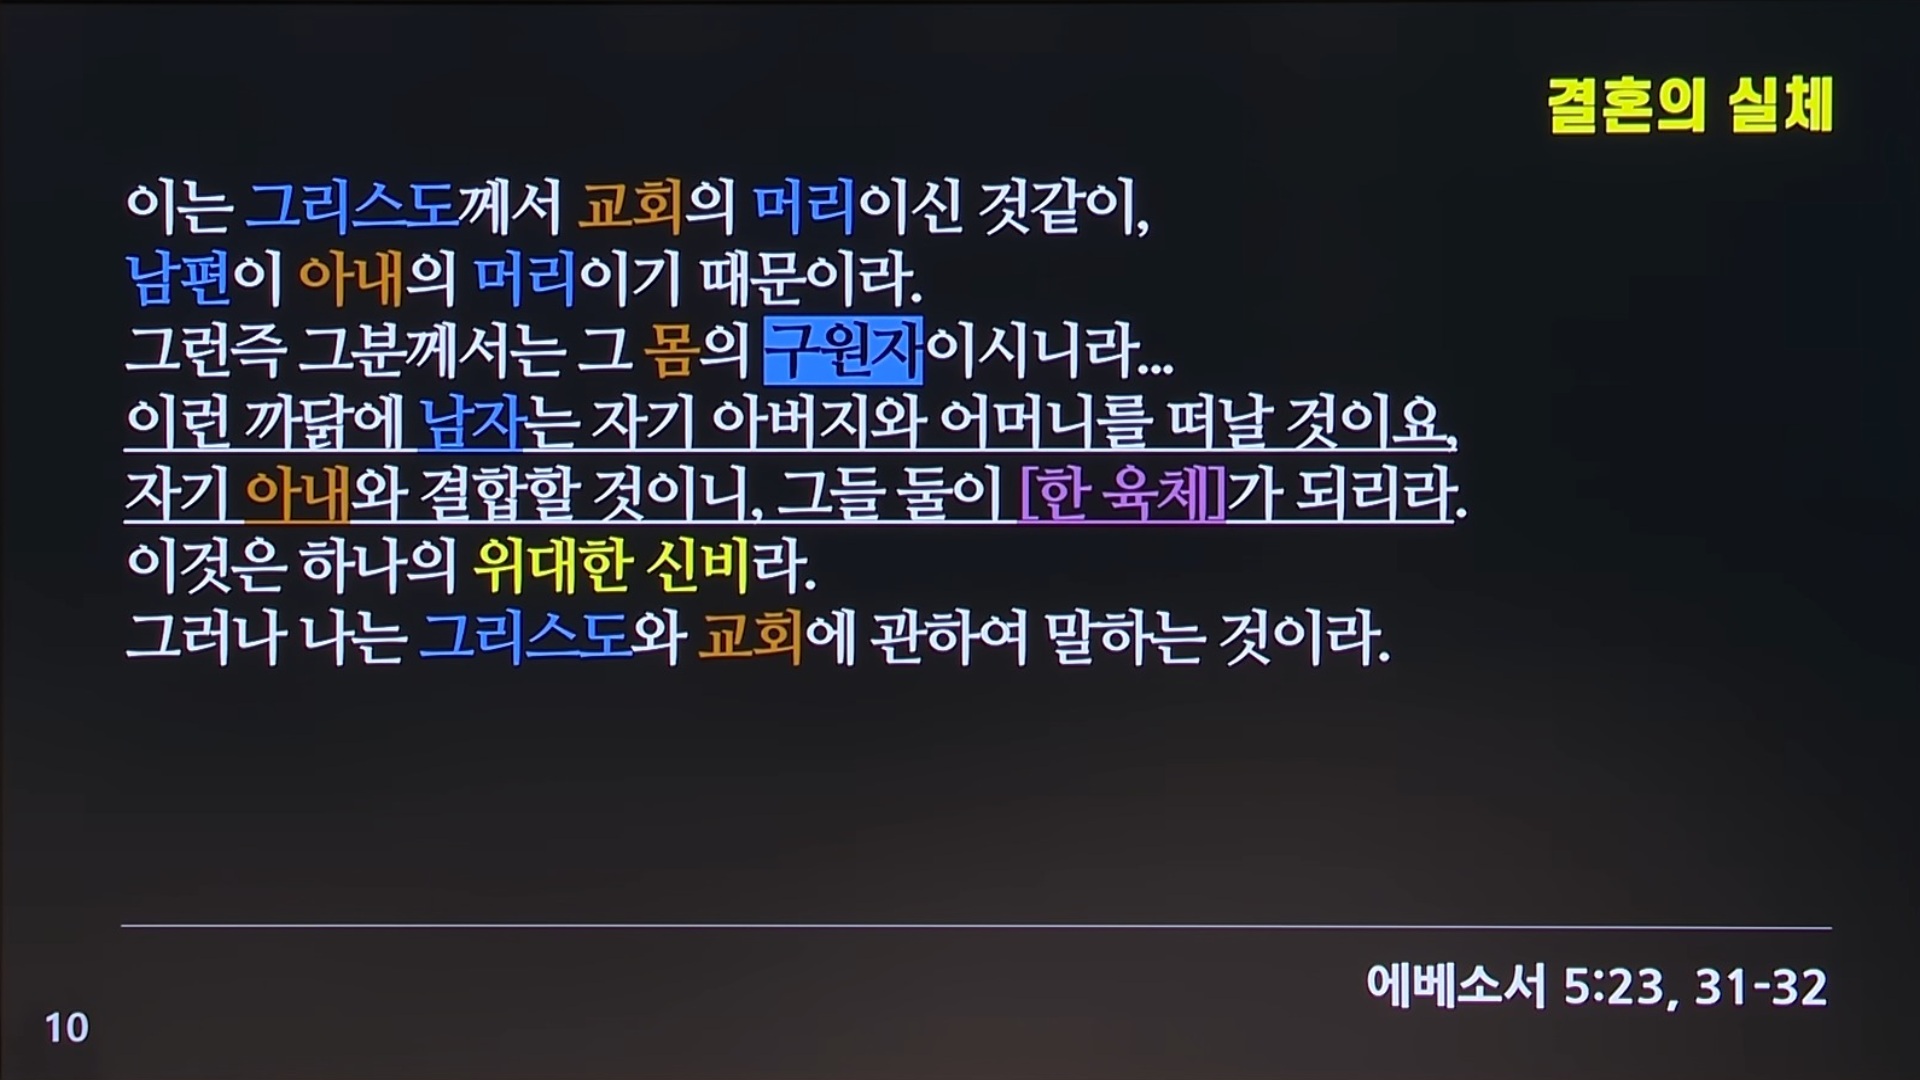 결혼의 실체
이는 그리스도께서 교회의 머리이신 것같이,
남편이 아내의 머리이기 때문이라.
그런즉 그분께서는 그 몸의 구원자이시니라...
이런 까닭에 남자는 자기 아버지와 어머니를 떠날 것이요,
자기 아내와 결합할 것이니, 그들 둘이 [한 육체]가 되리라.
이것은 하나의 위대한 신비라.
그러나 나는 그리스도와 교회에 관하여 말하는 것이라.
에베소서 5:23, 31-32
10